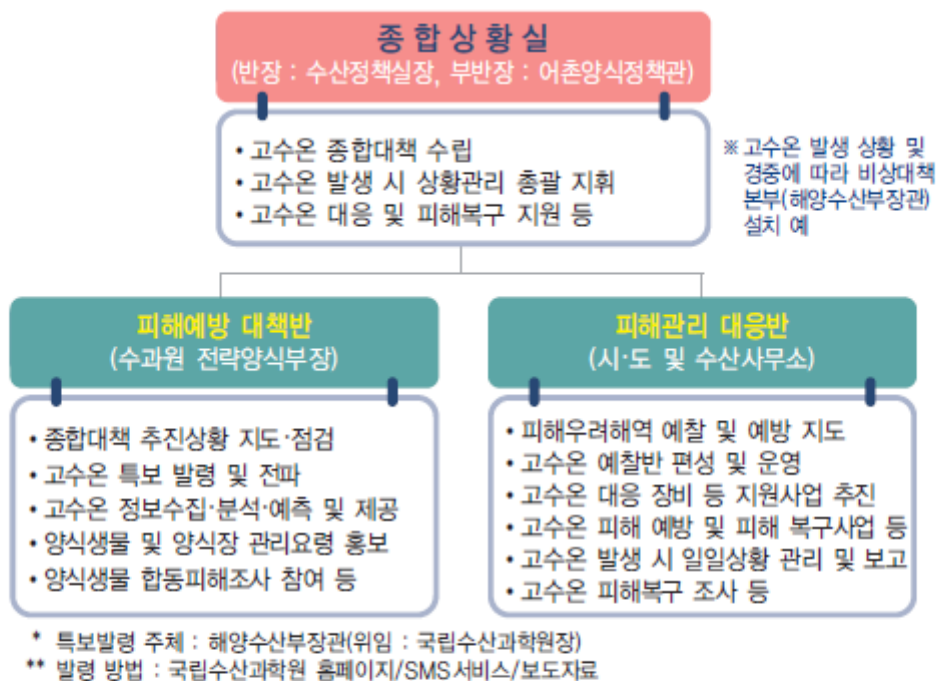 종합상황실
(반장 : 수산정책실장, 부반장 : 어촌양식정책관)
• 고수온 종합대책 수립
• 고수온 발생 시 상황관리 총괄 지휘
• 고수온 대응 및 피해복구 지원 등
※ 고수온 발생 상황 및
경중에 따라 비상대책
본부(해양수산부장관)
설치 예
피해예방 대책반
(수과원 전략양식부장)
• 종합대책 추진상황 지도·점검
• 고수온 특보 발령 및 전파
• 고수온 정보수집·분석·예측 및 제공
• 양식생물 및 양식장 관리요령 홍보
• 양식생물 합동피해조사 참여 등
피해관리 대응반
(시·도 및 수산사무소)
• 피해우려해역 예찰 및 예방 지도
• 고수온 예찰반 편성 및 운영
• 고수온 대응 장비 등 지원사업 추진
• 고수온 피해 예방 및 피해 복구사업 등
• 고수온 발생 시 일일상황 관리 및 보고
• 고수온 피해복구 조사 등
* 특보발령 주체 : 해양수산부장관(위임 : 국립수산과학원장)
** 발령 방법 : 국립수산과학원 홈페이지/SMS서비스/보도자료